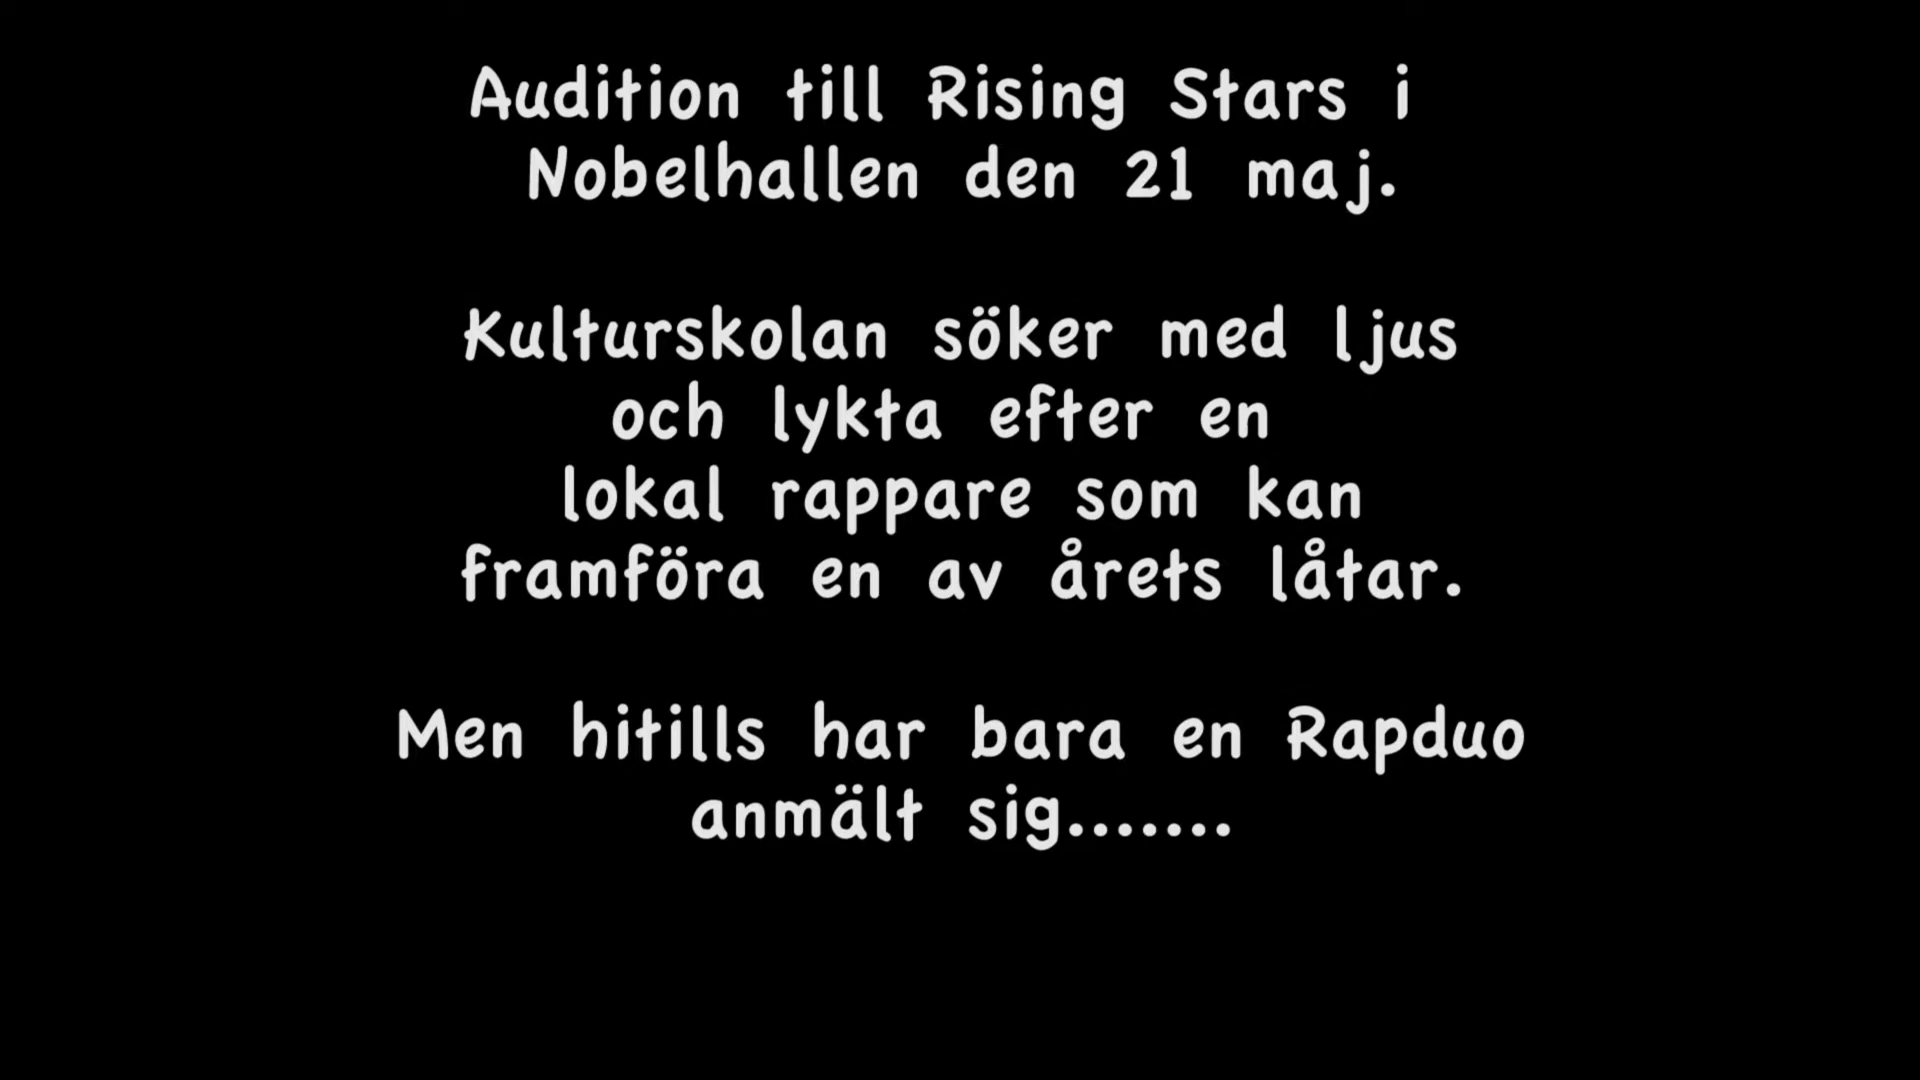 Audition till Rising Stars i
Nobelhallen den 21 maj.
Kulturskolan söker med ljus
och lykta efter en
lokal rappare som kan
framföra en av årets låtar.
Men hitills har bara en Rapduo
anmält sig.......